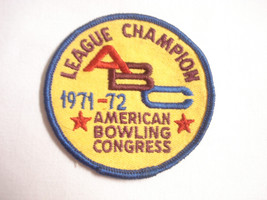 LEAGUE CHAMPION
ABC
1971-72
AMERICAN
BOWLING
CONGRESS